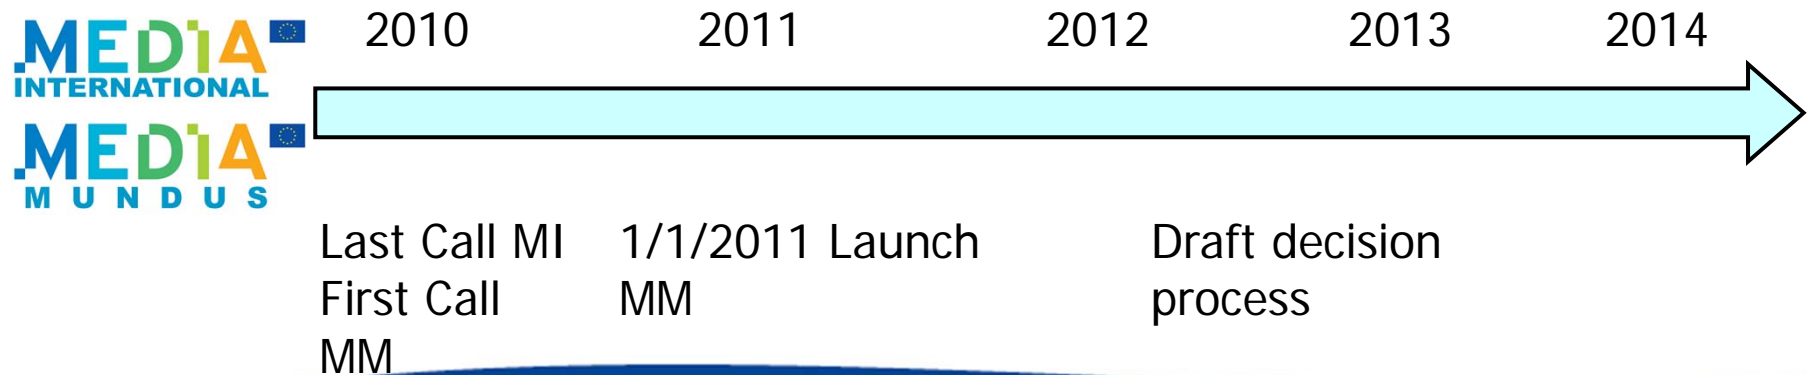 MEDIA
INTERNATIONAL
MEDIA
MUNDUS
2010 2011 2012 2013 2014
Last Call MI
First Call
MM
1/1/2011 Launch
MM
Draft decision
process